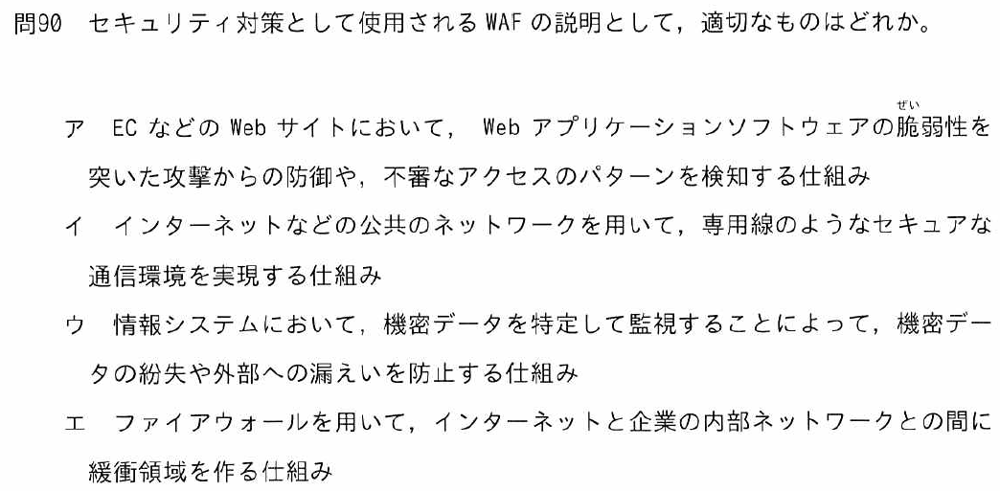 問90 セキュリティ対策として使用される WAF の説明として，適切なものはどれか。
ぜい
ア EC などの Web サイトにおいて， Web アプリケーションソフトウェアの脆弱性を
突いた攻撃からの防御や，不審なアクセスのパターンを検知する仕組み
イ インターネットなどの公共のネットワークを用いて，専用線のようなセキュアな
通信環境を実現する仕組み
ウ 情報システムにおいて，機密データを特定して監視することによって，機密デー
タの紛失や外部への漏えいを防止する仕組み
エ ファイアウォールを用いて，インターネットと企業の内部ネットワークとの間に
緩衝領域を作る仕組み